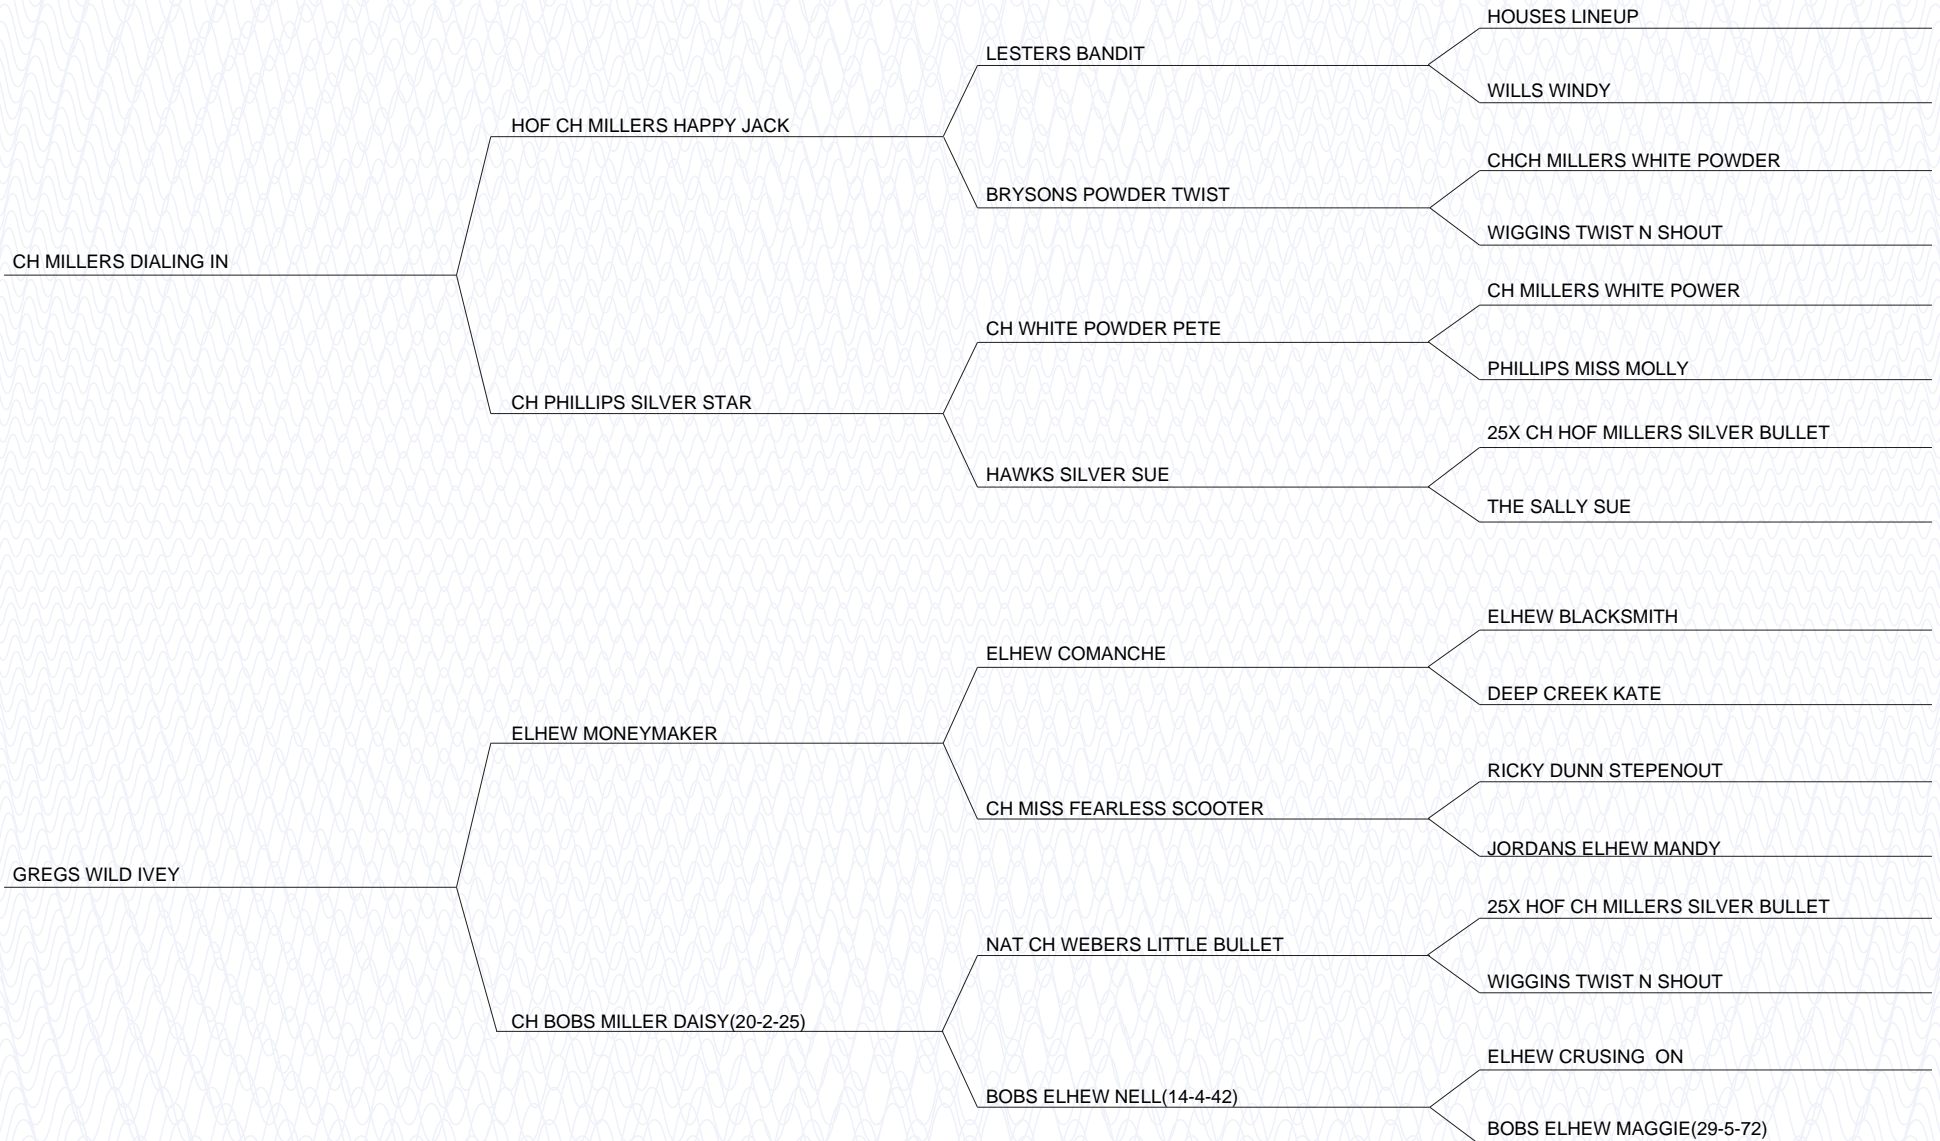 HOUSES LINEUP
LESTERS BANDIT
WILLS WINDY
HOF CH MILLERS HAPPY JACK
CHCH MILLERS WHITE POWDER
BRYSONS POWDER TWIST
WIGGINS TWIST N SHOUT
CH MILLERS DIALING IN
CH MILLERS WHITE POWER
CH WHITE POWDER PETE
PHILLIPS MISS MOLLY
CH PHILLIPS SILVER STAR
25X CH HOF MILLERS SILVER BULLET
HAWKS SILVER SUE
THE SALLY SUE
ELHEW BLACKSMITH
ELHEW COMANCHE
DEEP CREEK KATE
ELHEW MONEYMAKER
RICKY DUNN STEPENOUT
CH MISS FEARLESS SCOOTER
JORDANS ELHEW MANDY
GREGS WILD IVEY
25X HOF CH MILLERS SILVER BULLET
NAT CH WEBERS LITTLE BULLET
WIGGINS TWIST N SHOUT
CH BOBS MILLER DAISY(20-2-25)
ELHEW CRUSING  ON
BOBS ELHEW NELL(14-4-42)
BOBS ELHEW MAGGIE(29-5-72)